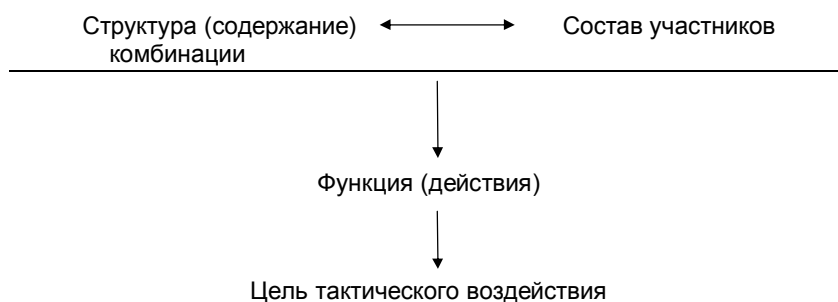 Структура (содержание) Состав участников
комбинации
Функция (действия)
Цель тактического воздействия